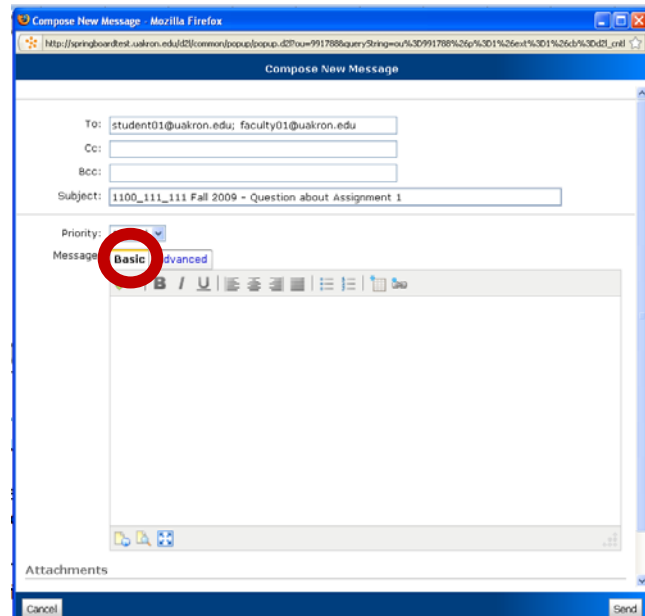 Compose New Message - Mozilla Firefox
http://springboardtest.uakron.edu/d2l/common/popup/popup.d2l?ou=991788&queryString=ou%3D991788%26p%3D1%26ext%3D1%26cb%3Dd2l_cntl
Compose New Message
To: student01@uakron.edu; faculty01@uakron.edu
Cc:
Bcc:
Subject: 1100_111_111 Fall 2009 - Question about Assignment 1
Priority:
Message Basic Advanced
B I U
Attachments
Cancel Send